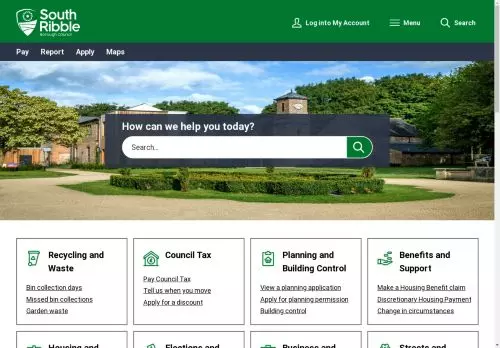 South
Ribble
Borough Council
Log into My Account
Menu
Search
Pay Report Apply Maps
How can we help you today?
Search...
Recycling and
Waste
Bin collection days
Missed bin collections
Garden waste
Council Tax
Pay Council Tax
Tell us when you move
Apply for a discount
Planning and
Building Control
View a planning application
Apply for planning permission
Building control
Benefits and
Support
Make a Housing Benefit claim
Discretionary Housing Payment
Change in circumstances
Housing and
Elections and
Business and
Streets and